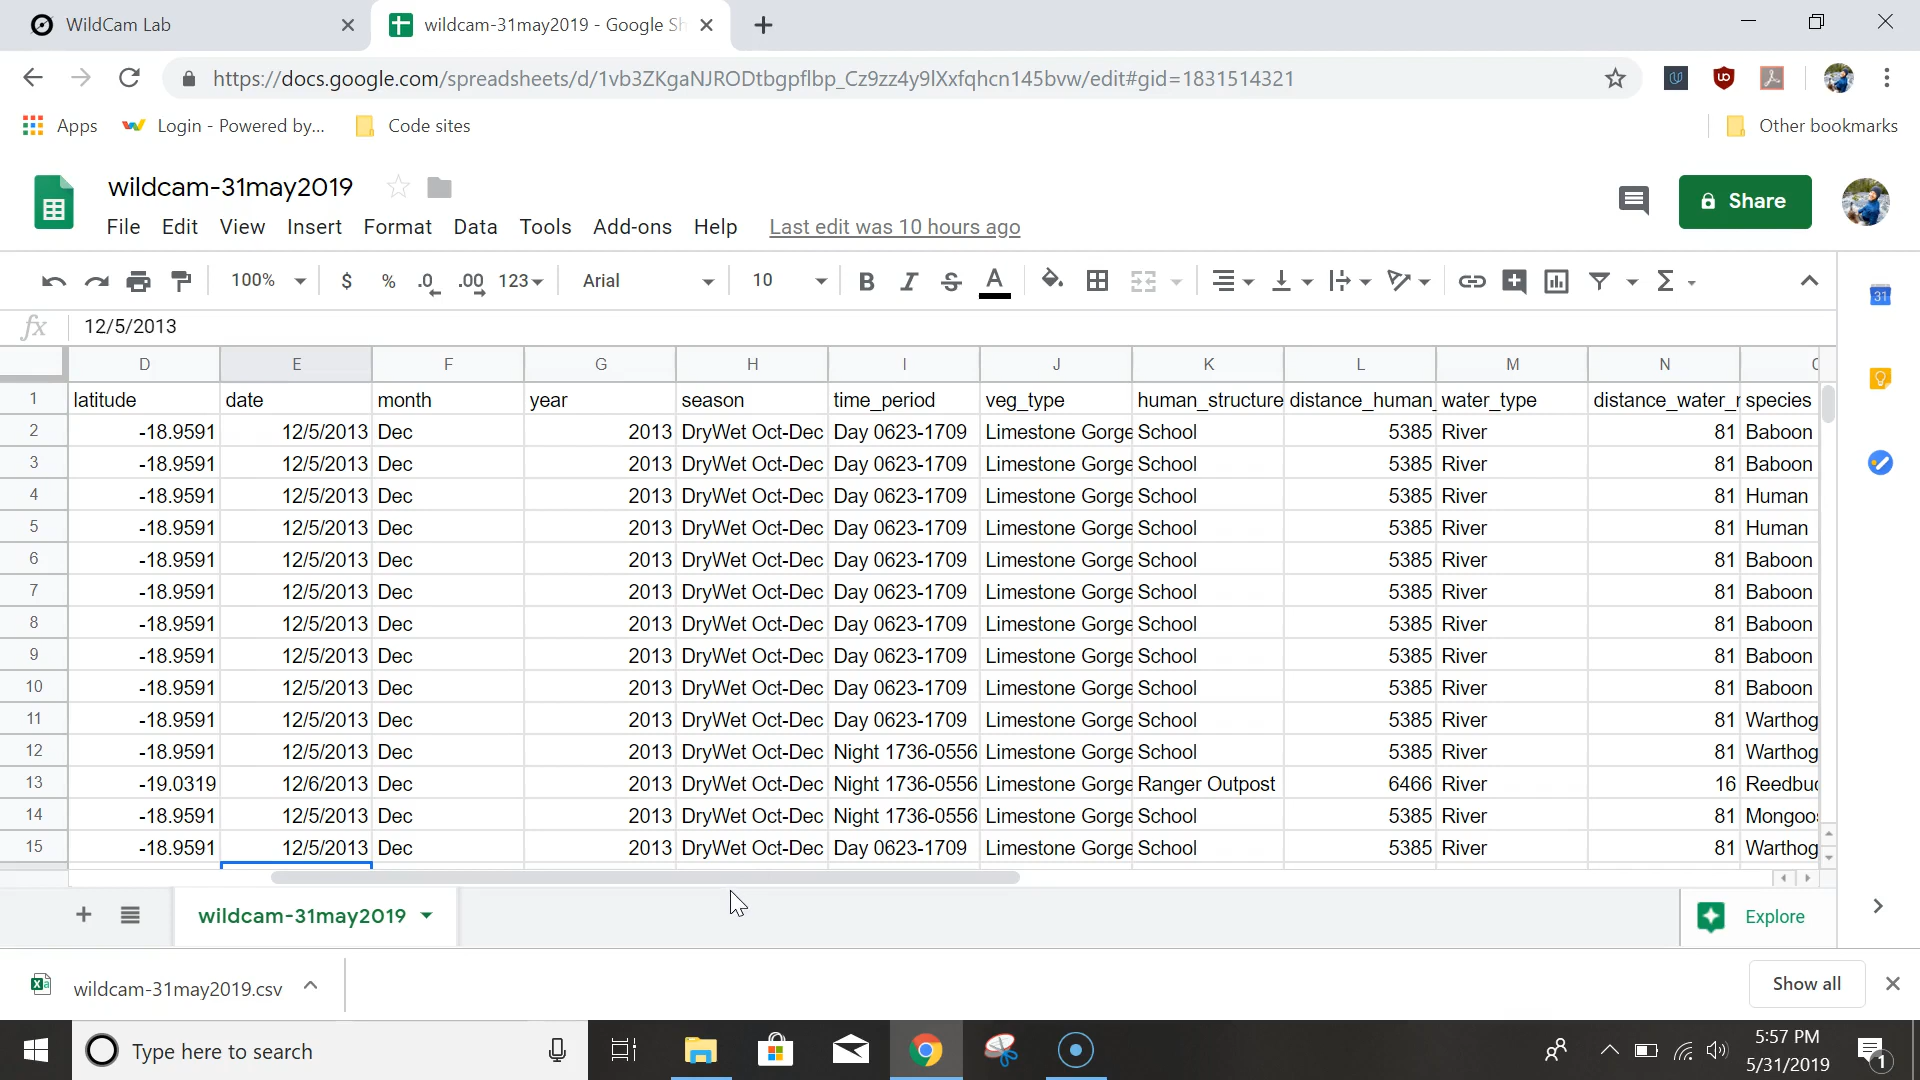 WildCam Lab
wildcam-31may2019 - Google Sh
https://docs.google.com/spreadsheets/d/1vb3ZKgaNJRODtbgpflbp_Cz9zz4y9lXxfqhcn145bvw/edit#gid=1831514321
Apps Login - Powered by... Code sites Other bookmarks
wildcam-31may2019
Share
File Edit View Insert Format Data Tools Add-ons Help Last edit was 10 hours ago
100% $ % .0 .00 123 Arial 10 B I S A Σ
31
fx 12/5/2013
D E F G H I J K L M N
1 latitude date month year season time_period veg_type human_structure distance_human_ water_type distance_water_r species
2 -18.9591 12/5/2013 Dec 2013 DryWet Oct-Dec Day 0623-1709 Limestone Gorge School 5385 River 81 Baboon
3 -18.9591 12/5/2013 Dec 2013 DryWet Oct-Dec Day 0623-1709 Limestone Gorge School 5385 River 81 Baboon
4 -18.9591 12/5/2013 Dec 2013 DryWet Oct-Dec Day 0623-1709 Limestone Gorge School 5385 River 81 Human
5 -18.9591 12/5/2013 Dec 2013 DryWet Oct-Dec Day 0623-1709 Limestone Gorge School 5385 River 81 Human
6 -18.9591 12/5/2013 Dec 2013 DryWet Oct-Dec Day 0623-1709 Limestone Gorge School 5385 River 81 Baboon
7 -18.9591 12/5/2013 Dec 2013 DryWet Oct-Dec Day 0623-1709 Limestone Gorge School 5385 River 81 Baboon
8 -18.9591 12/5/2013 Dec 2013 DryWet Oct-Dec Day 0623-1709 Limestone Gorge School 5385 River 81 Baboon
9 -18.9591 12/5/2013 Dec 2013 DryWet Oct-Dec Day 0623-1709 Limestone Gorge School 5385 River 81 Baboon
10 -18.9591 12/5/2013 Dec 2013 DryWet Oct-Dec Day 0623-1709 Limestone Gorge School 5385 River 81 Baboon
11 -18.9591 12/5/2013 Dec 2013 DryWet Oct-Dec Day 0623-1709 Limestone Gorge School 5385 River 81 Warthog
12 -18.9591 12/5/2013 Dec 2013 DryWet Oct-Dec Night 1736-0556 Limestone Gorge School 5385 River 81 Warthog
13 -19.0319 12/6/2013 Dec 2013 DryWet Oct-Dec Night 1736-0556 Limestone Gorge Ranger Outpost 6466 River 16 Reedbuc
14 -18.9591 12/5/2013 Dec 2013 DryWet Oct-Dec Night 1736-0556 Limestone Gorge School 5385 River 81 Mongoos
15 -18.9591 12/5/2013 Dec 2013 DryWet Oct-Dec Day 0623-1709 Limestone Gorge School 5385 River 81 Warthog
wildcam-31may2019 Explore
wildcam-31may2019.csv Show all
Type here to search
5:57 PM
5/31/2019
1